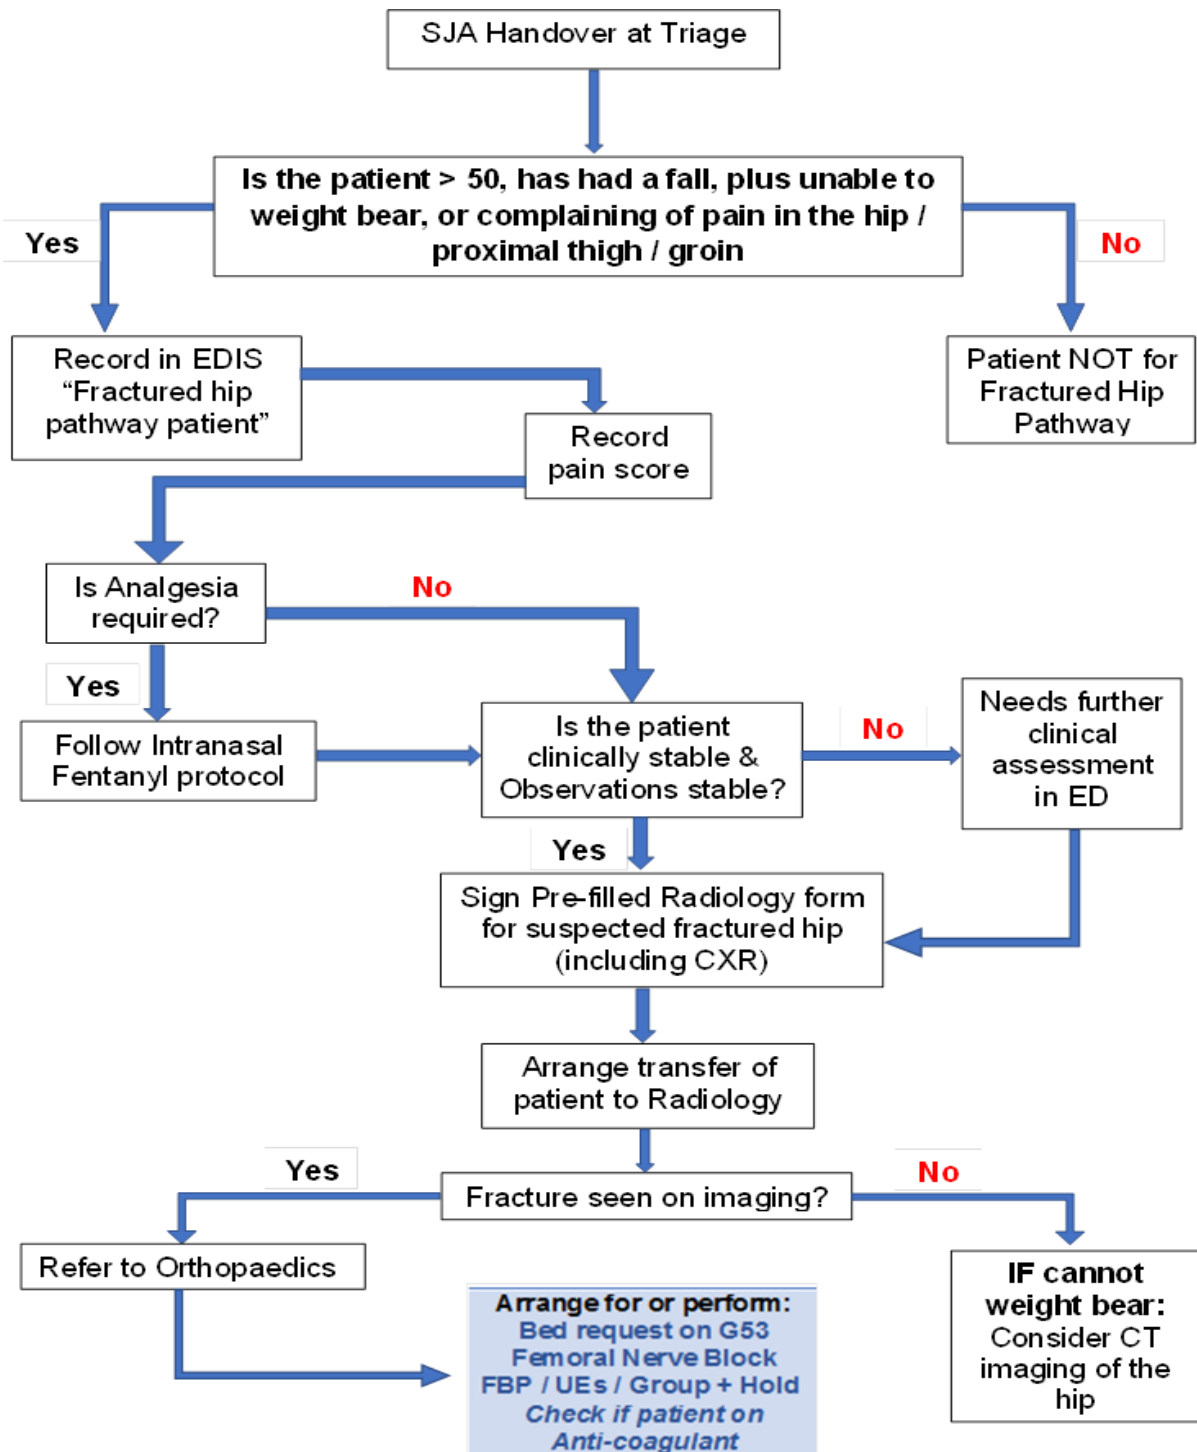 SJA Handover at Triage
Is the patient > 50, has had a fall, plus unable to
weight bear, or complaining of pain in the hip /
proximal thigh / groin
Yes
No
Record in EDIS
“Fractured hip
pathway patient”
Patient NOT for
Fractured Hip
Pathway
Record
pain score
Is Analgesia
required?
No
Yes
Follow Intranasal
Fentanyl protocol
Is the patient
clinically stable &
Observations stable?
No
Needs further
clinical
assessment
in ED
Yes
Sign Pre-filled Radiology form
for suspected fractured hip
(including CXR)
Arrange transfer of
patient to Radiology
Fracture seen on imaging?
Yes
No
Refer to Orthopaedics
Arrange for or perform:
Bed request on G53
Femoral Nerve Block
FBP / UEs / Group + Hold
Check if patient on
Anti-coagulant
IF cannot
weight bear:
Consider CT
imaging of the
hip